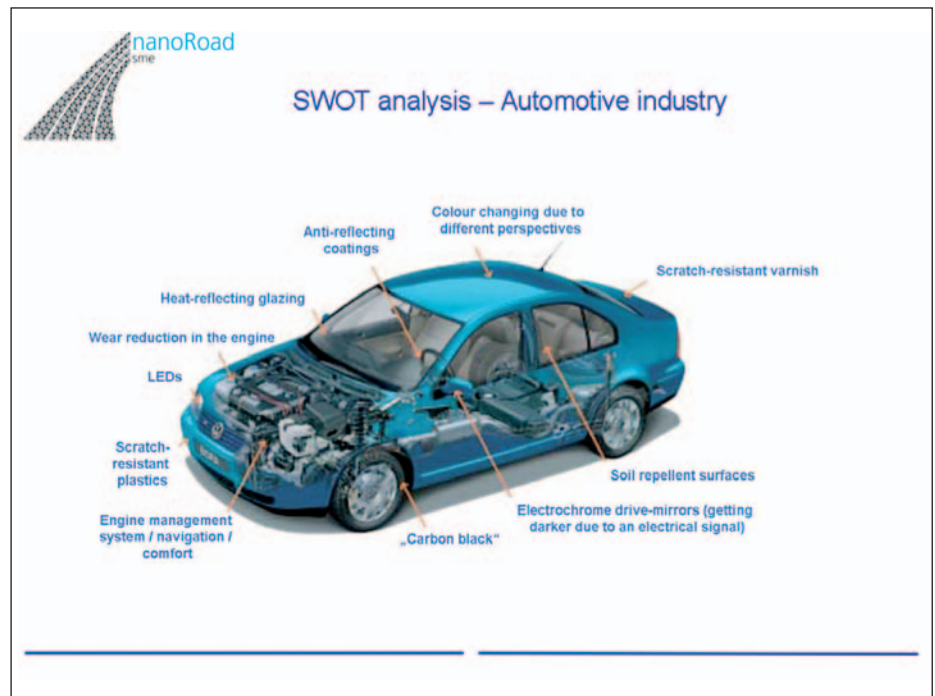 nanoRoad
sme
SWOT analysis – Automotive industry
Colour changing due to
different perspectives
Anti-reflecting
coatings
Scratch-resistant varnish
Heat-reflecting glazing
Wear reduction in the engine
LEDs
Scratch-
resistant
plastics
Soil repellent surfaces
Engine management
system / navigation /
comfort
Electrochrome drive-mirrors (getting
darker due to an electrical signal)
„Carbon black“